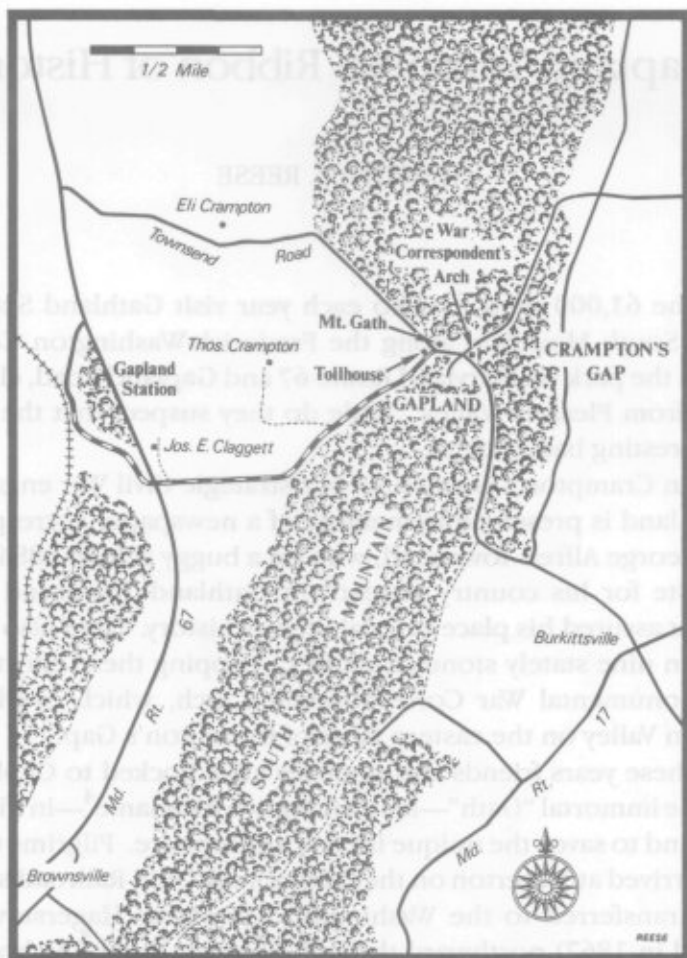 1/2 Mile
Eli Crampton
Townsend Road
War
Correspondent's
Arch
Mt. Gath
Thos. Crampton
Tollhouse
CRAMPTON'S
GAP
Gapland
Station
GAPLAND
Jos. E. Claggett
SOUTH MOUNTAIN
Burkittsville
Md. Rt. 67
Md. Rt. 17
Brownsville
REESE